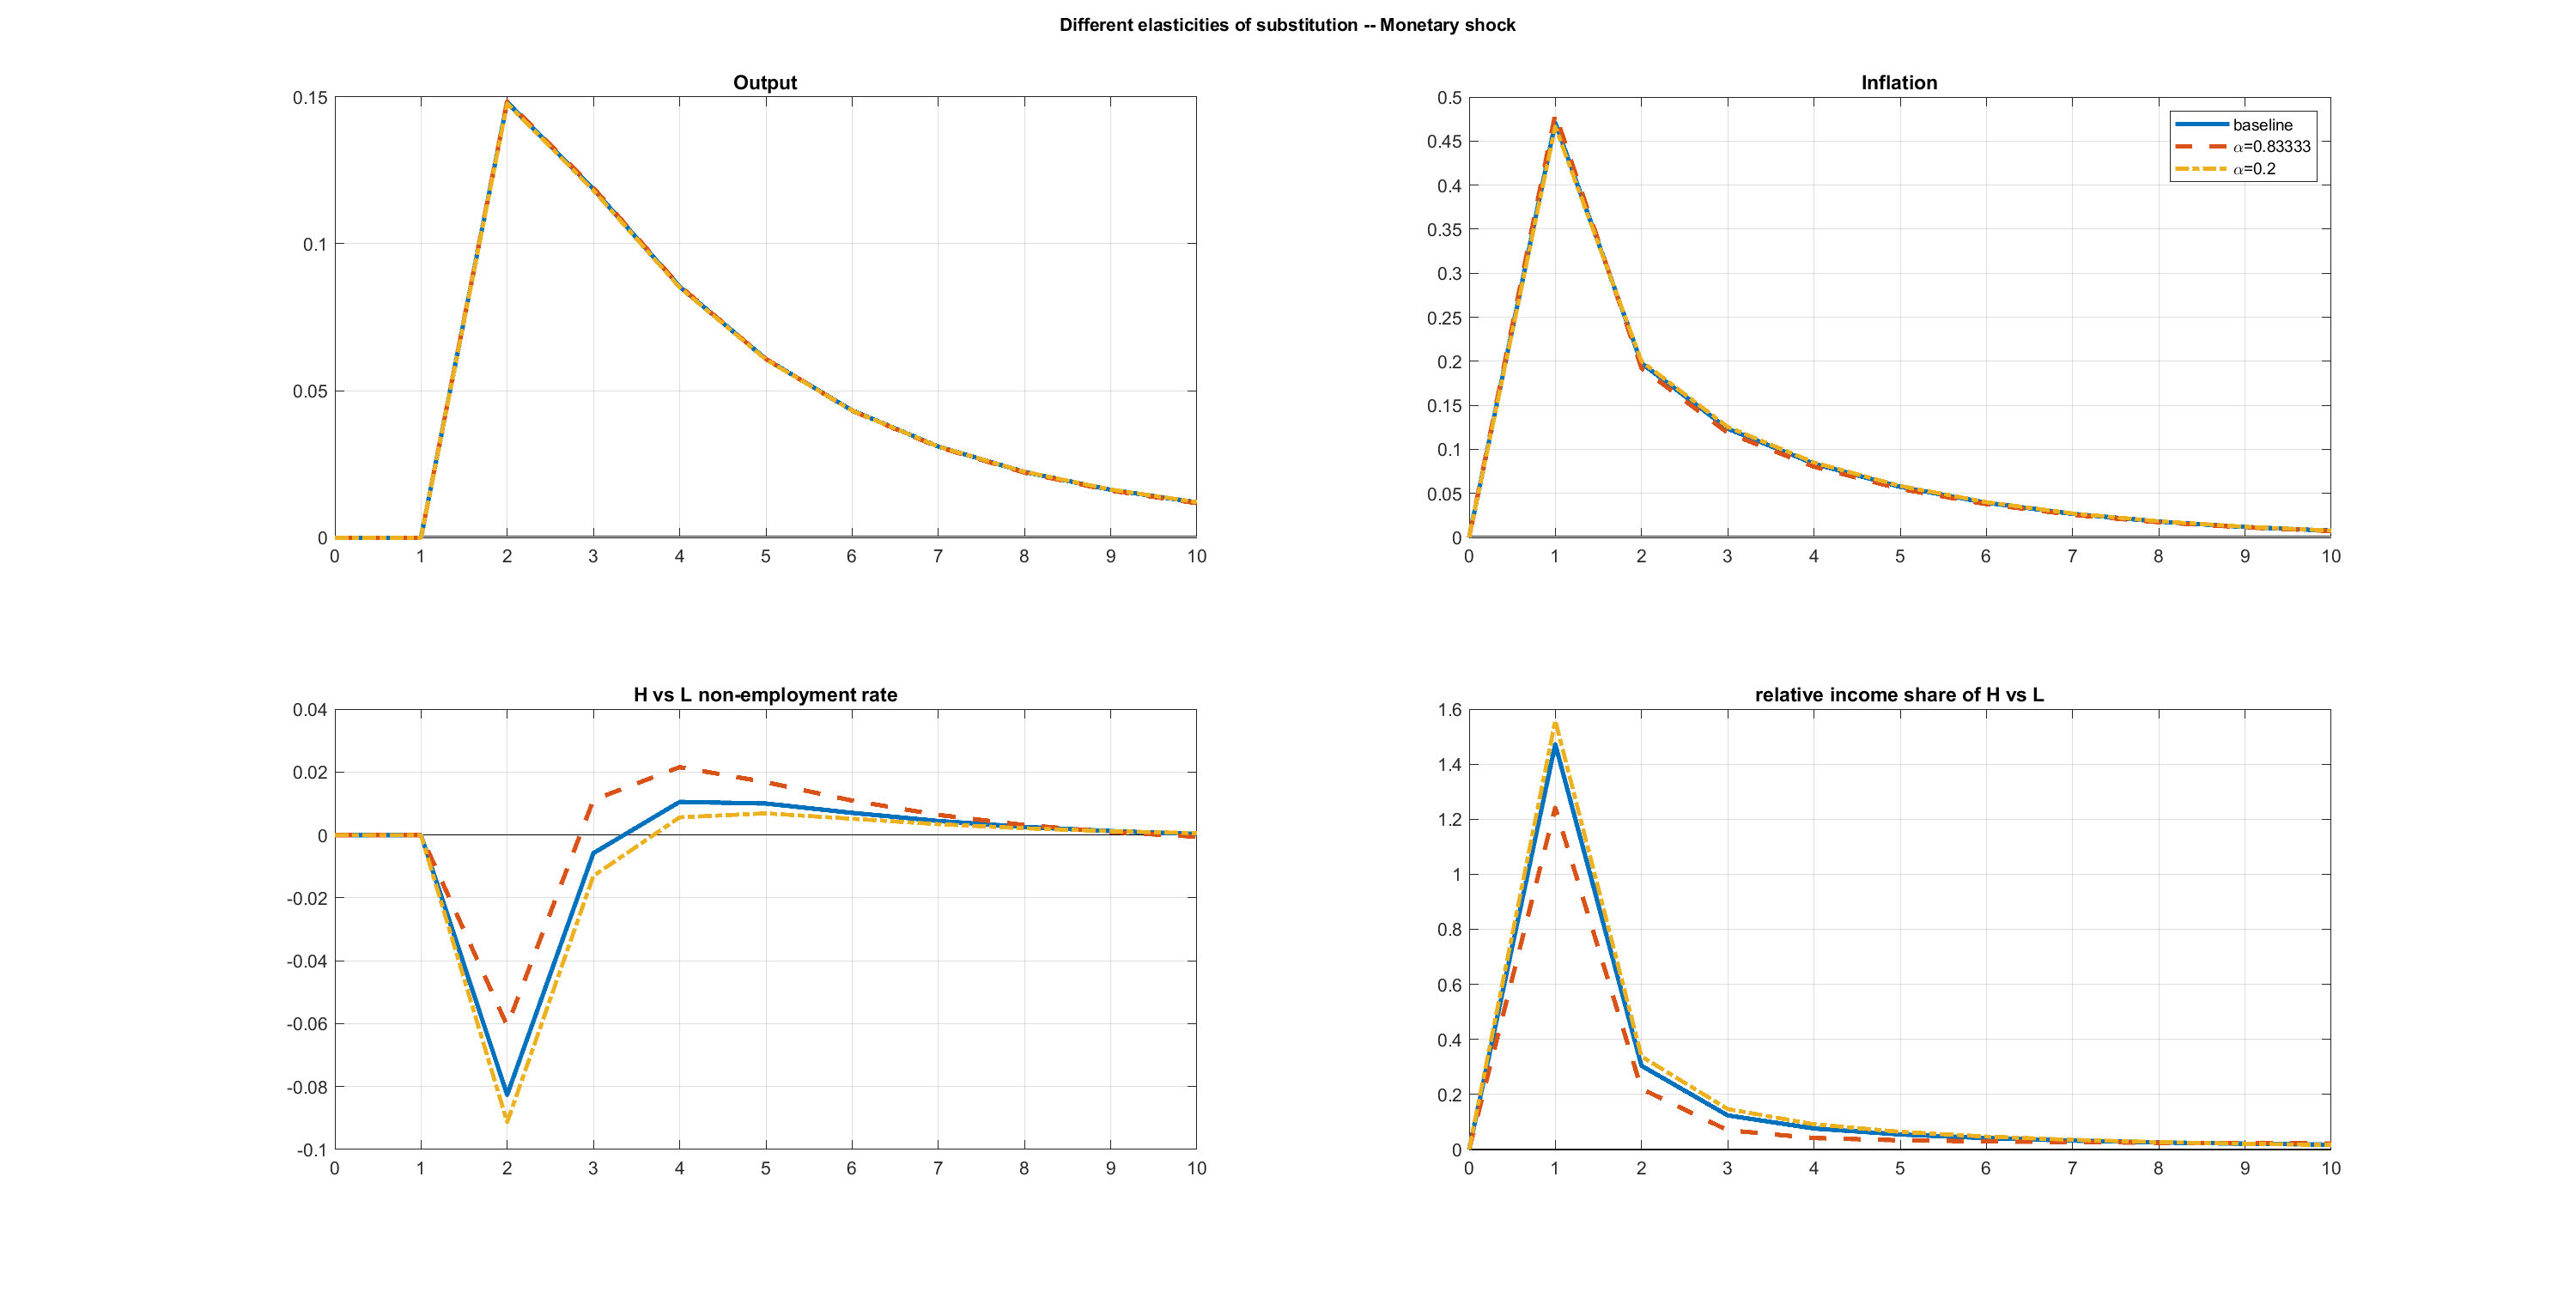 Different elasticities of substitution -- Monetary shock
Output
0.15
0.1
0.05
0
0 1 2 3 4 5 6 7 8 9 10
Inflation
0.5
0.45
0.4
0.35
0.3
0.25
0.2
0.15
0.1
0.05
0
0 1 2 3 4 5 6 7 8 9 10
baseline
α=0.83333
α=0.2
H vs L non-employment rate
0.04
0.02
0
-0.02
-0.04
-0.06
-0.08
-0.1
0 1 2 3 4 5 6 7 8 9 10
relative income share of H vs L
1.6
1.4
1.2
1
0.8
0.6
0.4
0.2
0
0 1 2 3 4 5 6 7 8 9 10